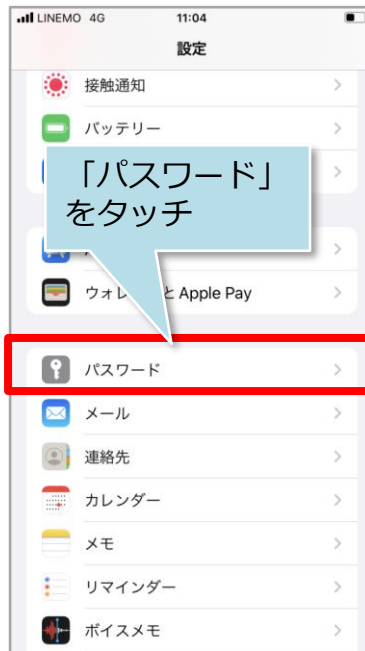 LINEMO 4G 11:04
設定
接触通知
バッテリー
「パスワード」
をタッチ
ウォレ と Apple Pay
パスワード
メール
連絡先
カレンダー
メモ
リマインダー
ボイスメモ